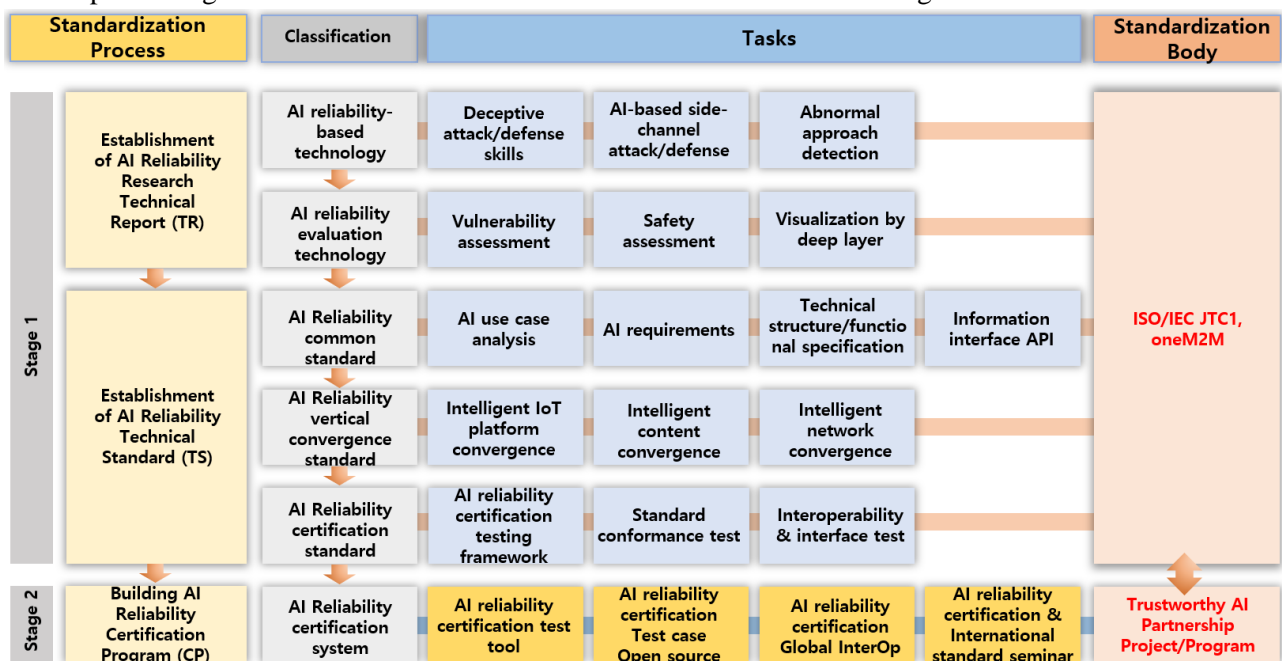 Standardization
Process
Classification
Tasks
Standardization
Body
Stage 1
Establishment
of AI Reliability
Research
Technical
Report (TR)
AI reliability-
based
technology
Deceptive
attack/defense
skills
AI-based side-
channel
attack/defense
Abnormal
approach
detection
AI reliability
evaluation
technology
Vulnerability
assessment
Safety
assessment
Visualization by
deep layer
Establishment
of AI Reliability
Technical
Standard (TS)
AI Reliability
common
standard
AI use case
analysis
AI requirements
Technical
structure/functio
nal specification
Information
interface API
AI Reliability
vertical
convergence
standard
Intelligent IoT
platform
convergence
Intelligent
content
convergence
Intelligent
network
convergence
AI Reliability
certification
standard
AI reliability
certification
testing
framework
Standard
conformance test
Interoperability
& interface test
ISO/IEC JTC1,
oneM2M
Stage 2
Building AI
Reliability
Certification
Program (CP)
AI Reliability
certification
system
AI reliability
certification test
tool
AI reliability
certification
Test case
Open source
AI reliability
certification
Global InterOp
AI reliability
certification &
International
standard seminar
Trustworthy AI
Partnership
Project/Program